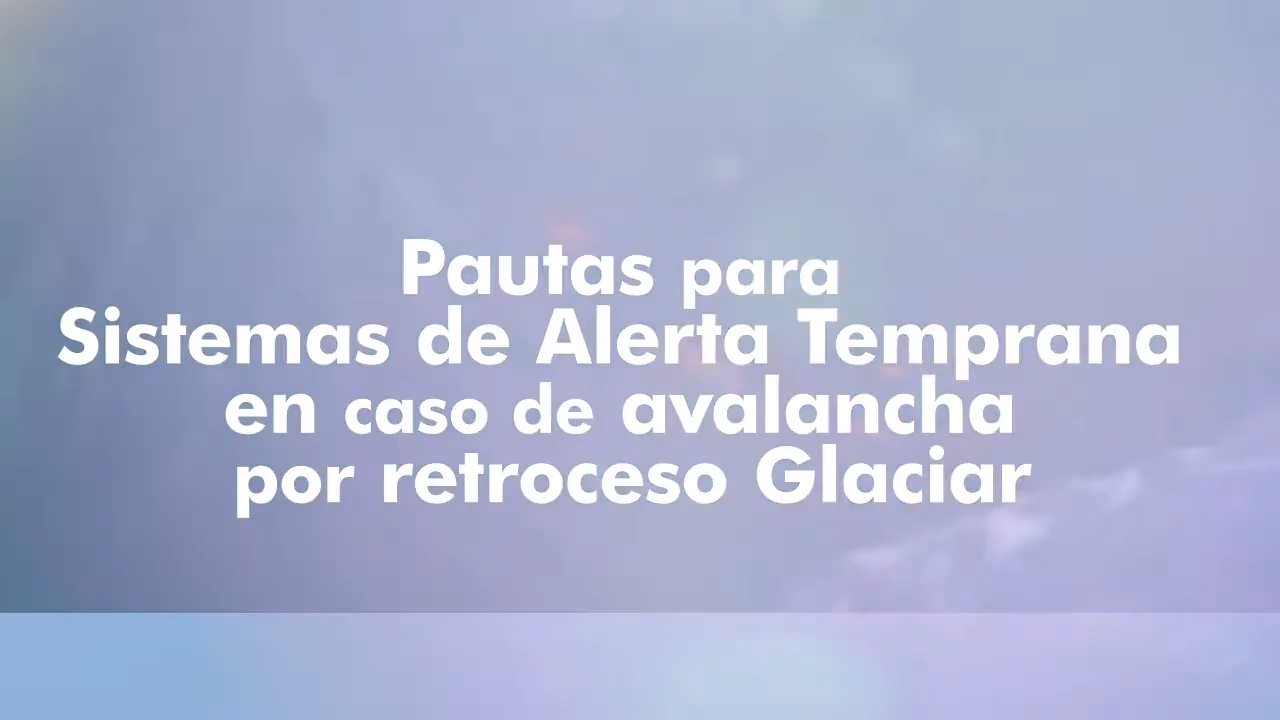 Pautas para
Sistemas de Alerta Temprana
en caso de avalancha
por retroceso Glaciar